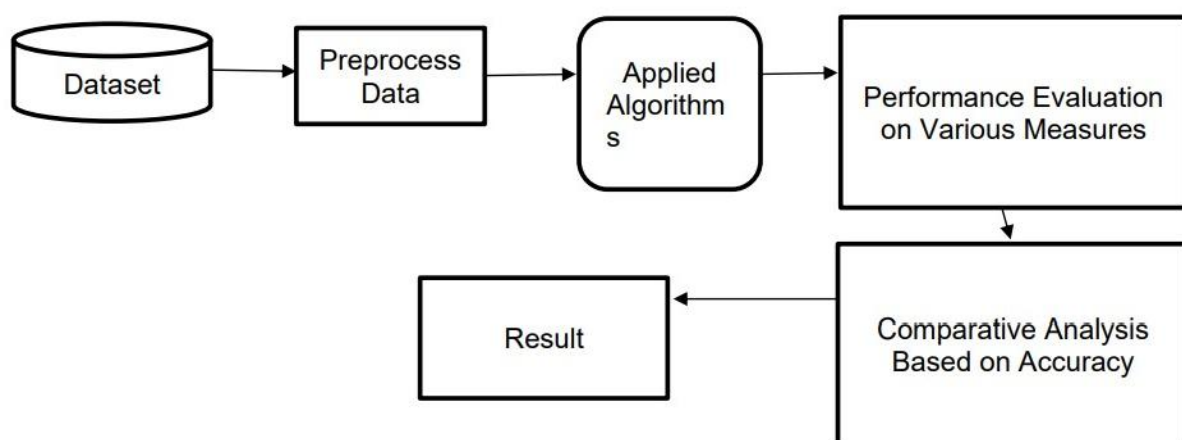 Dataset
Preprocess
Data
Applied
Algorithm
s
Performance Evaluation
on Various Measures
Comparative Analysis
Based on Accuracy
Result